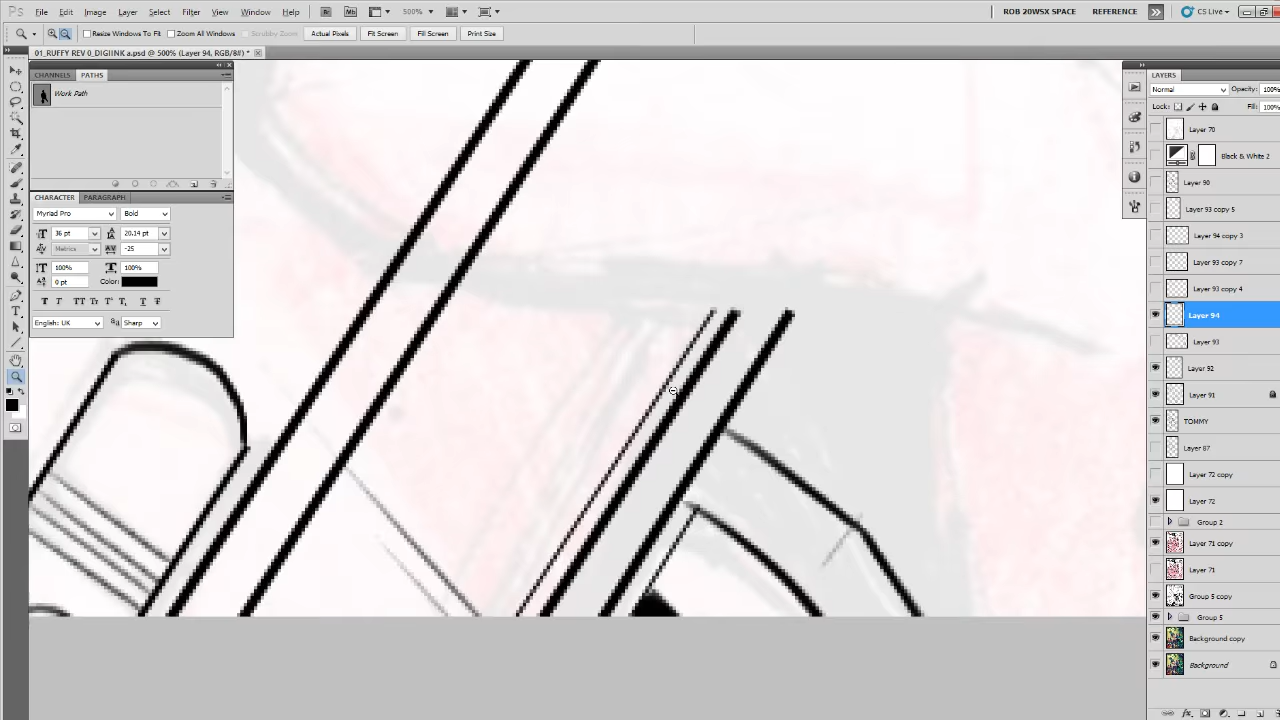 Ps File Edit Image Layer Select Filter Analysis View Window Help Br Mb 500% ROB 20WSX SPACE REFERENCE CS Live
Resize Windows To Fit Zoom All Windows Scrubby Zoom Actual Pixels Fit Screen Fill Screen Print Size
01_RUFFY REV 0_DIGIINK a.psd @ 500% (Layer 94, RGB/8#) *
CHANNELS PATHS
Work Path
CHARACTER PARAGRAPH
Myriad Pro Bold
36 pt 20.14 pt
Metrics -25
100% 100%
0 pt Color:
English: UK Sharp
LAYERS
Normal Opacity: 100%
Lock: Fill: 100%
Layer 70
Black & White 2
Layer 90
Layer 93 copy 5
Layer 94 copy 3
Layer 93 copy 7
Layer 93 copy 4
Layer 94
Layer 93
Layer 92
Layer 91
TOMMY
Layer 87
Layer 72 copy
Layer 72
Group 2
Layer 71 copy
Layer 71
Group 5 copy
Group 5
Background copy
Background